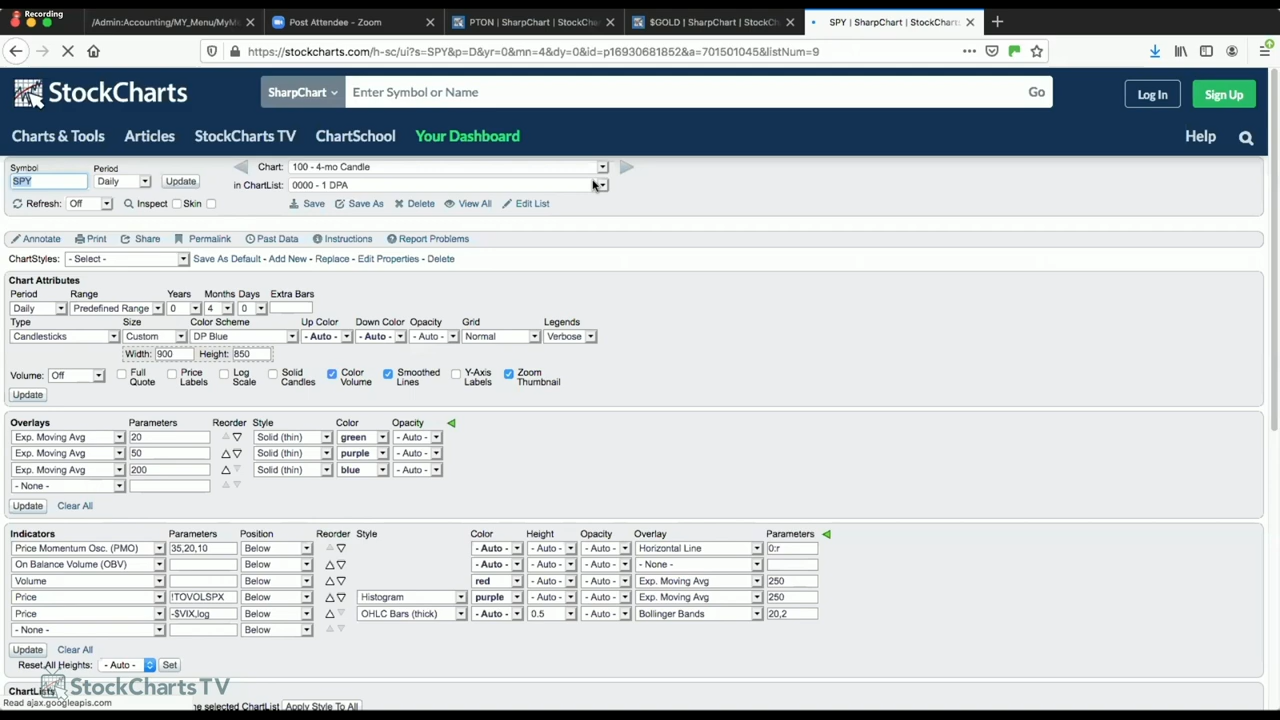 Recording
/Admin:Accounting/MY_Menu/MyM
Post Attendee - Zoom
PTON | SharpChart | StockCha
$GOLD | SharpChart | StockCh
SPY | SharpChart | StockCharts
https://stockcharts.com/h-sc/ui?s=SPY&p=D&yr=0&mn=4&dy=0&id=p16930681852&a=701501045&listNum=9
StockCharts
SharpChart
Enter Symbol or Name
Go
Log In
Sign Up
Charts & Tools
Articles
StockCharts TV
ChartSchool
Your Dashboard
Help
Symbol Period
Chart: 100 - 4-mo Candle
SPY Daily Update
in ChartList: 0000 - 1 DPA
Refresh: Off Inspect Skin
Save Save As Delete View All Edit List
Annotate Print Share Permalink Past Data Instructions Report Problems
ChartStyles: - Select - Save As Default - Add New - Replace - Edit Properties - Delete
Chart Attributes
Period Range Years Months Days Extra Bars
Daily Predefined Range 0 4 0
Type Size Color Scheme Up Color Down Color Opacity Grid Legends
Candlesticks Custom DP Blue - Auto - - Auto - - Auto - Normal Verbose
Width: 900 Height: 850
Volume: Off Full Quote Price Labels Log Scale Solid Candles Color Volume Smoothed Lines Y-Axis Labels Zoom Thumbnail
Update
Overlays Parameters Reorder Style Color Opacity
Exp. Moving Avg 20 Solid (thin) green - Auto -
Exp. Moving Avg 50 Solid (thin) purple - Auto -
Exp. Moving Avg 200 Solid (thin) blue - Auto -
- None -
Update Clear All
Indicators Parameters Position Reorder Style Color Height Opacity Overlay Parameters
Price Momentum Osc. (PMO) 35,20,10 Below - Auto - - Auto - - Auto - Horizontal Line 0:r
On Balance Volume (OBV) Below - Auto - - Auto - - Auto - - None -
Volume Below red - Auto - - Auto - Exp. Moving Avg 250
Price !TOVOLSPX Below Histogram purple - Auto - - Auto - Exp. Moving Avg 250
Price -$VIX,log Below OHLC Bars (thick) - Auto - 0.5 - Auto - Bollinger Bands 20,2
- None - Below
Update Clear All
Reset All Heights: - Auto - Set
StockCharts TV
ChartLists
Read ajax.googleapis.com
he selected ChartList Apply Style To All